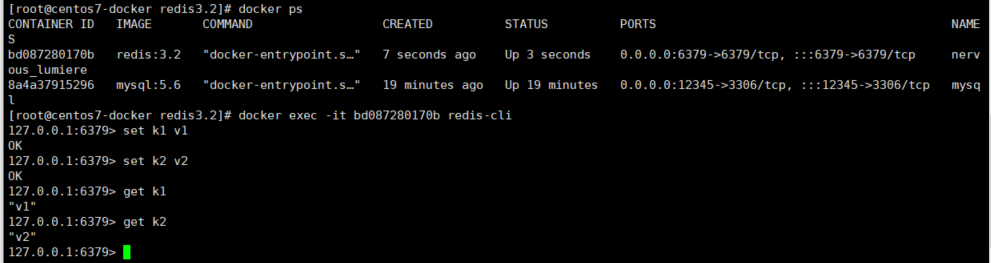 [root@centos7-docker redis3.2]# docker ps
CONTAINER ID   IMAGE       COMMAND                  CREATED          STATUS          PORTS                                                    NAME
S
bd087280170b   redis:3.2   "docker-entrypoint.s…"   7 seconds ago    Up 3 seconds    0.0.0.0:6379->6379/tcp, :::6379->6379/tcp                nerv
ous_lumiere
8a4a37915296   mysql:5.6   "docker-entrypoint.s…"   19 minutes ago   Up 19 minutes   0.0.0.0:12345->3306/tcp, :::12345->3306/tcp              mysq
l
[root@centos7-docker redis3.2]# docker exec -it bd087280170b redis-cli
127.0.0.1:6379> set k1 v1
OK
127.0.0.1:6379> set k2 v2
OK
127.0.0.1:6379> get k1
"v1"
127.0.0.1:6379> get k2
"v2"
127.0.0.1:6379>